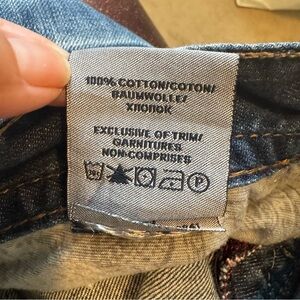 100% COTTON/COTON/
BAUMWOLLE/
ХЛОПОК
EXCLUSIVE OF TRIM/
GARNITURES
NON-COMPRISES
P